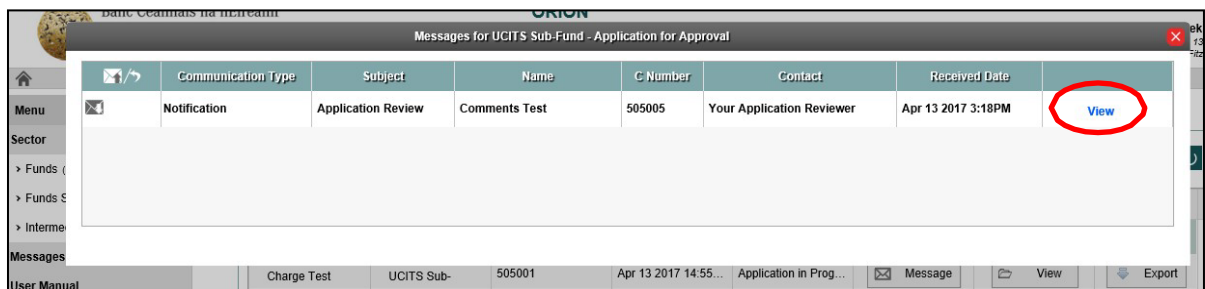 Banc Ceannais na hÉireann
ORION
Messages for UCITS Sub-Fund - Application for Approval
ek
13
Fitz
Communication Type Subject Name C Number Contact Received Date
Menu
Notification Application Review Comments Test 505005 Your Application Reviewer Apr 13 2017 3:18PM View
Sector
> Funds (
> Funds S
> Interme
Messages
Charge Test UCITS Sub- 505001 Apr 13 2017 14:55... Application in Prog... Message View Export
User Manual